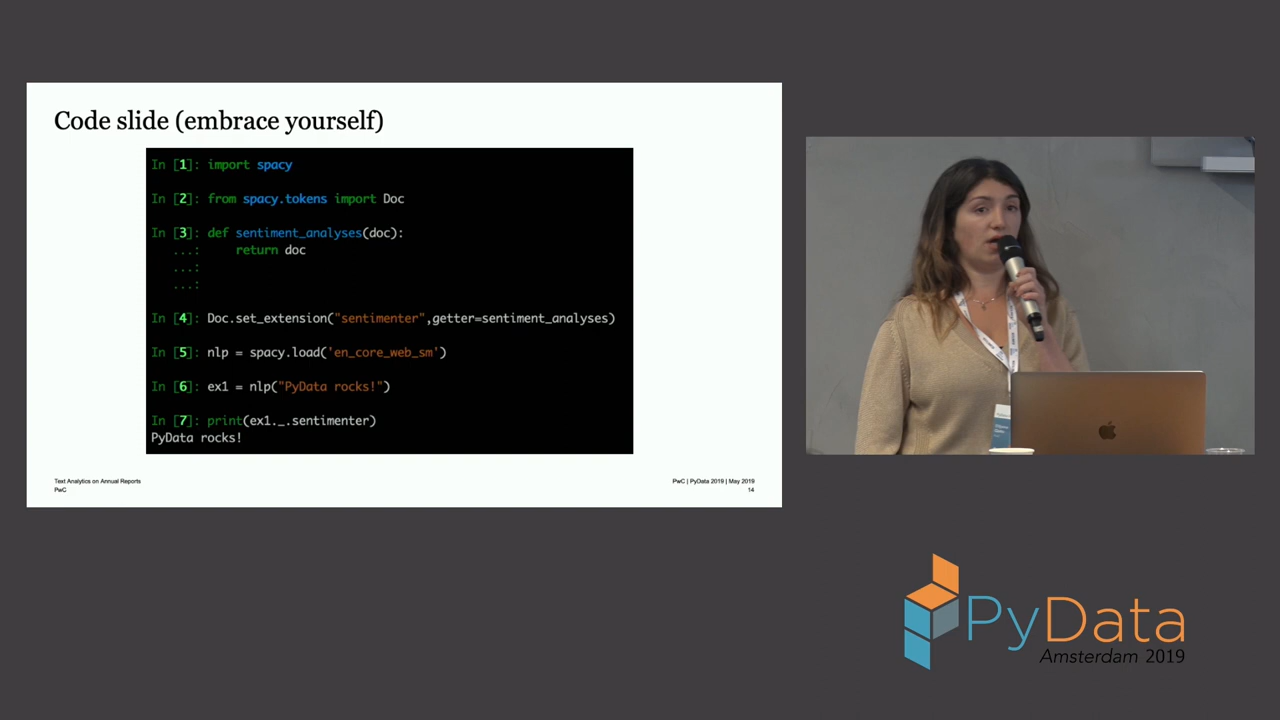 Code slide (embrace yourself)
In [1]: import spacy
In [2]: from spacy.tokens import Doc
In [3]: def sentiment_analyses(doc):
...: return doc
...:
...:
In [4]: Doc.set_extension("sentimenter",getter=sentiment_analyses)
In [5]: nlp = spacy.load('en_core_web_sm')
In [6]: ex1 = nlp("PyData rocks!")
In [7]: print(ex1._.sentimenter)
PyData rocks!
Text Analytics on Annual Reports
PwC
PwC | PyData 2019 | May 2019
14
PyData
Amsterdam 2019